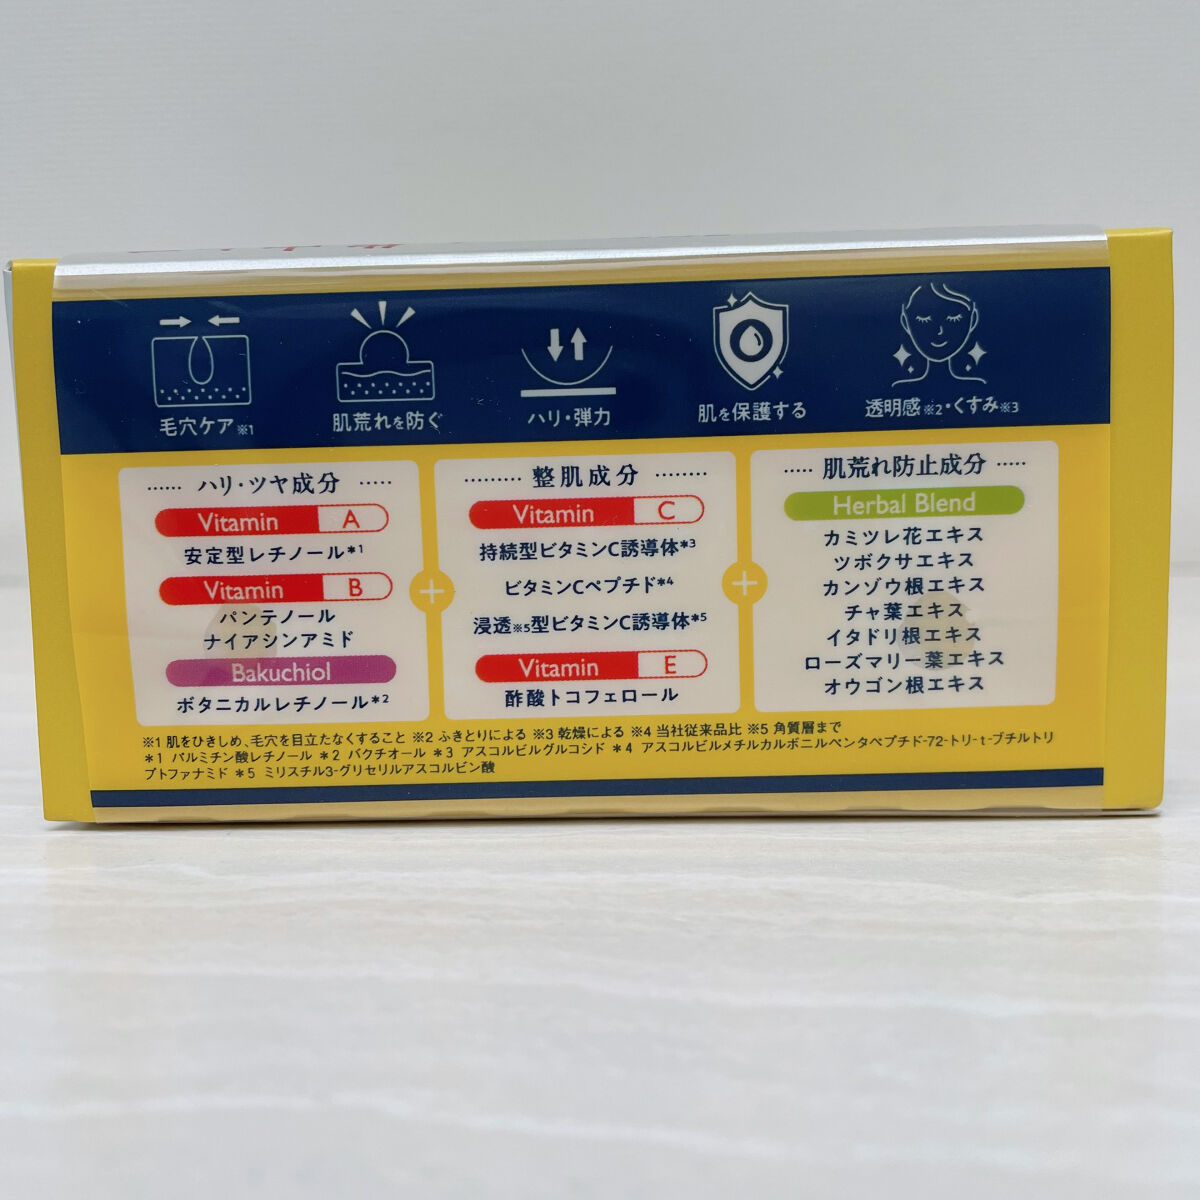 毛穴ケア※1
肌荒れを防ぐ
ハリ・弾力
肌を保護する
透明感※2・くすみ※3
ハリ・ツヤ成分
Vitamin A
安定型レチノール*1
Vitamin B
パンテノール
ナイアシンアミド
Bakuchiol
ボタニカルレチノール*2
+
整肌成分
Vitamin C
持続型ビタミンC誘導体*3
ビタミンCペプチド*4
浸透※5型ビタミンC誘導体*5
Vitamin E
酢酸トコフェロール
+
肌荒れ防止成分
Herbal Blend
カミツレ花エキス
ツボクサエキス
カンゾウ根エキス
チャ葉エキス
イタドリ根エキス
ローズマリー葉エキス
オウゴン根エキス
※1 肌をひきしめ、毛穴を目立たなくすること ※2 ふきとりによる ※3 乾燥による ※4 当社従来品比 ※5 角質層まで
*1 パルミチン酸レチノール *2 バクチオール *3 アスコルビルグルコシド *4 アスコルビルメチルカルボニルペンタペプチド-72-トリ-t-ブチルトリ
プトファナミド *5 ミリスチル3-グリセリルアスコルビン酸